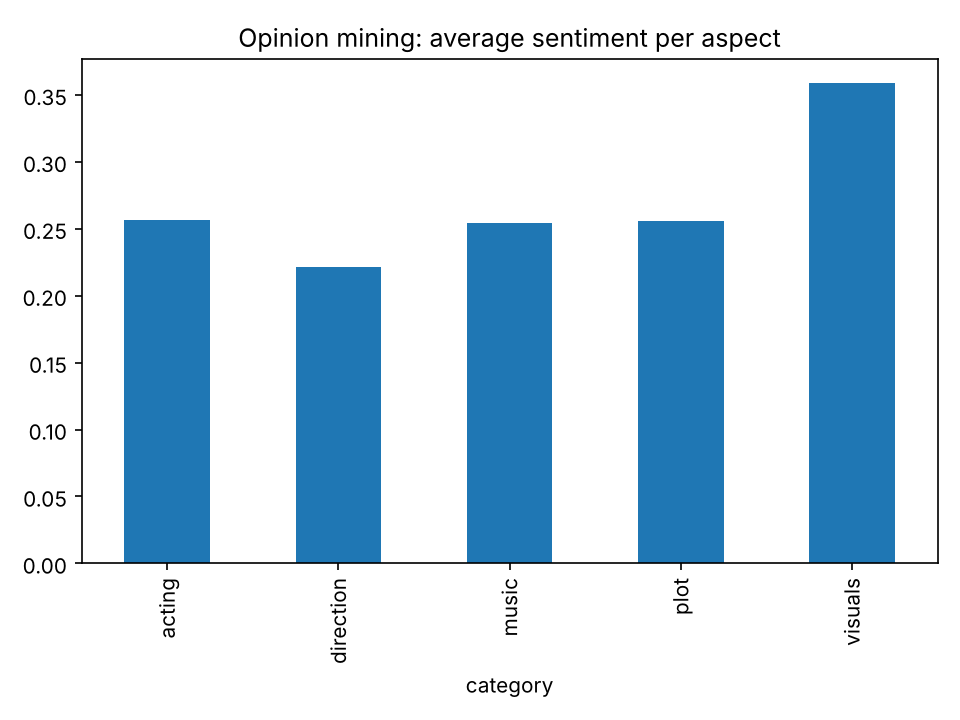 Opinion mining: average sentiment per aspect
0.35
0.30
0.25
0.20
0.15
0.10
0.05
0.00
acting
direction
music
plot
visuals
category